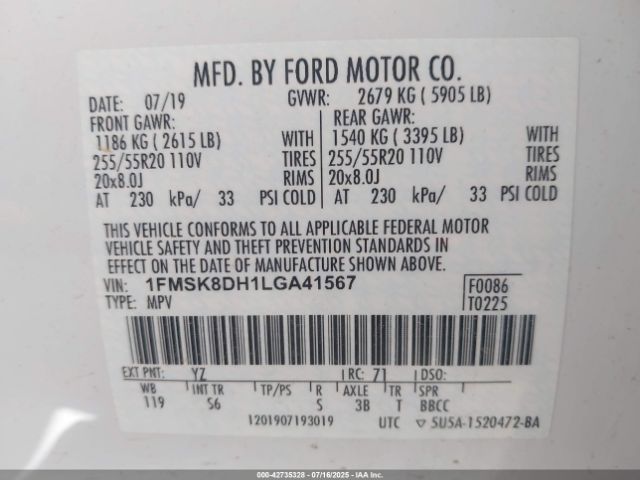 MFD. BY FORD MOTOR CO.
DATE: 07/19 GVWR: 2679 KG ( 5905 LB)
FRONT GAWR: REAR GAWR:
1186 KG ( 2615 LB) WITH 1540 KG ( 3395 LB) WITH
255/55R20 110V TIRES 255/55R20 110V TIRES
20x8.0J RIMS 20x8.0J RIMS
AT 230 kPa/ 33 PSI COLD AT 230 kPa/ 33 PSI COLD
THIS VEHICLE CONFORMS TO ALL APPLICABLE FEDERAL MOTOR
VEHICLE SAFETY AND THEFT PREVENTION STANDARDS IN
EFFECT ON THE DATE OF MANUFACTURE SHOWN ABOVE.
VIN: 1FMSK8DH1LGA41567 F0086
TYPE: MPV T0225
EXT PNT: YZ RC: 71 DSO:
WB INT TR TP/PS R AXLE TR SPR
119 S6 S 3B T BBCC
1201907193019 UTC ▽ 5U5A-1520472-BA
000-42735328 - 07/16/2025 - IAAI.COM